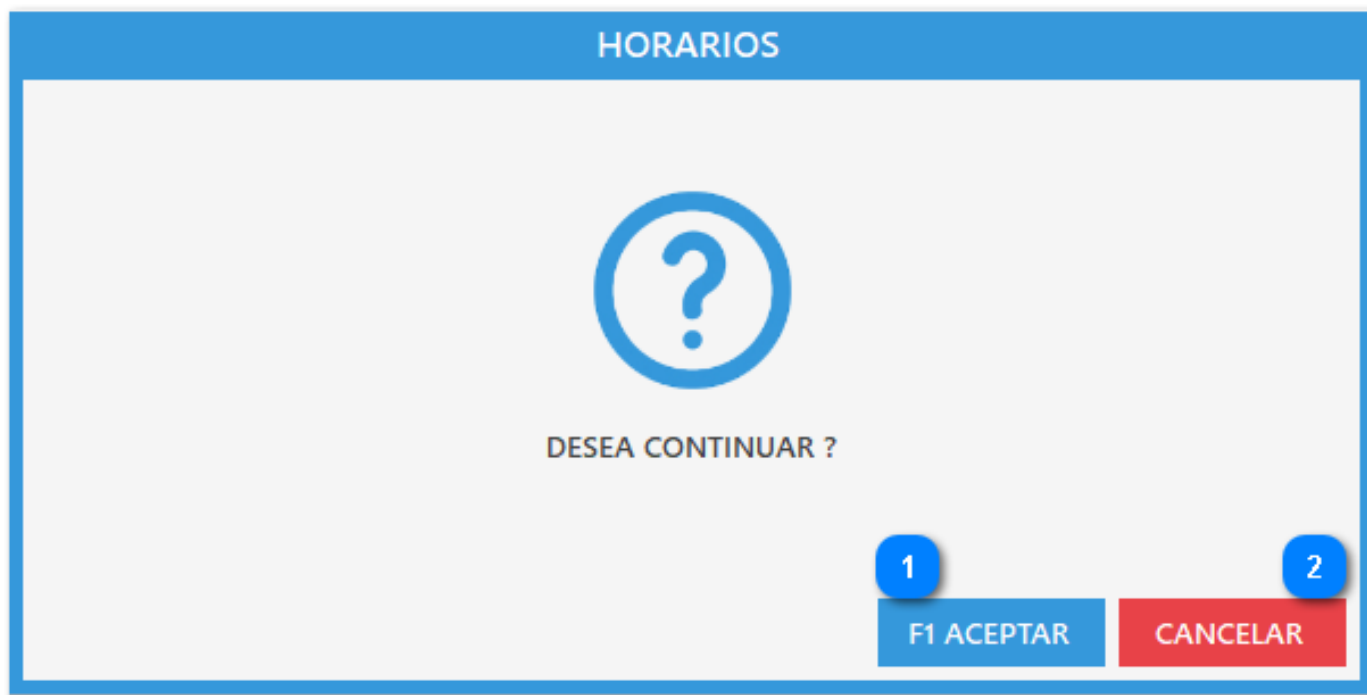 HORARIOS
?
DESEA CONTINUAR ?
1
2
F1 ACEPTAR
CANCELAR